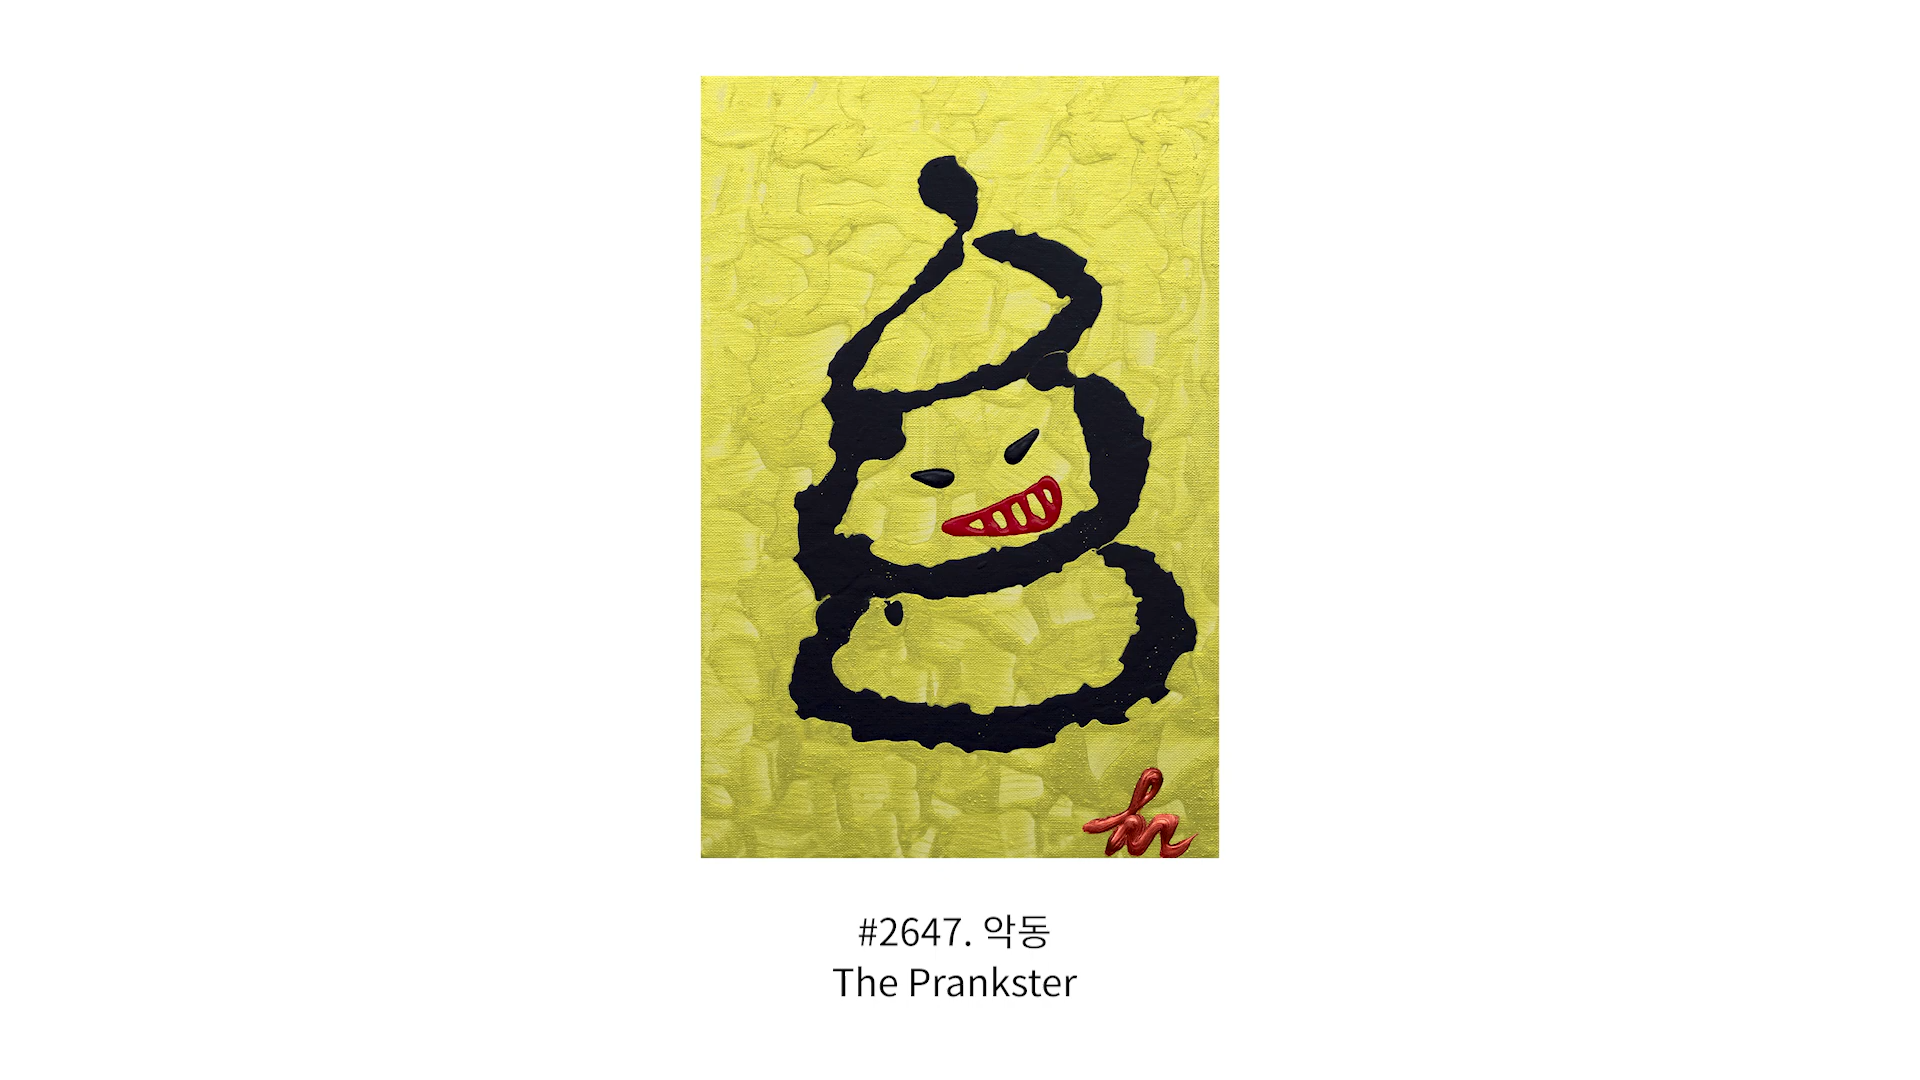 #2647. 악동
The Prankster